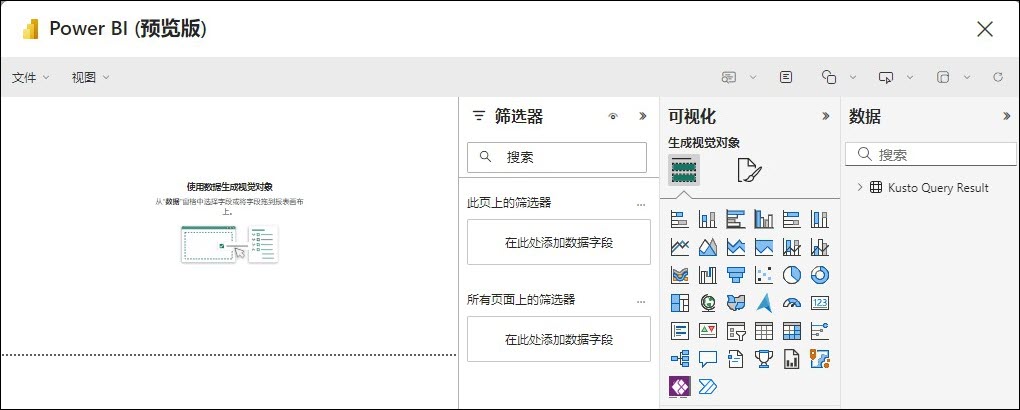 Power BI (预览版)
文件
视图
使用数据生成视觉对象
从"数据"窗格中选择字段或将字段拖到报表画布
上。
筛选器
搜索
此页上的筛选器
...
在此处添加数据字段
所有页面上的筛选器
...
在此处添加数据字段
可视化
生成视觉对象
123
数据
搜索
Kusto Query Result